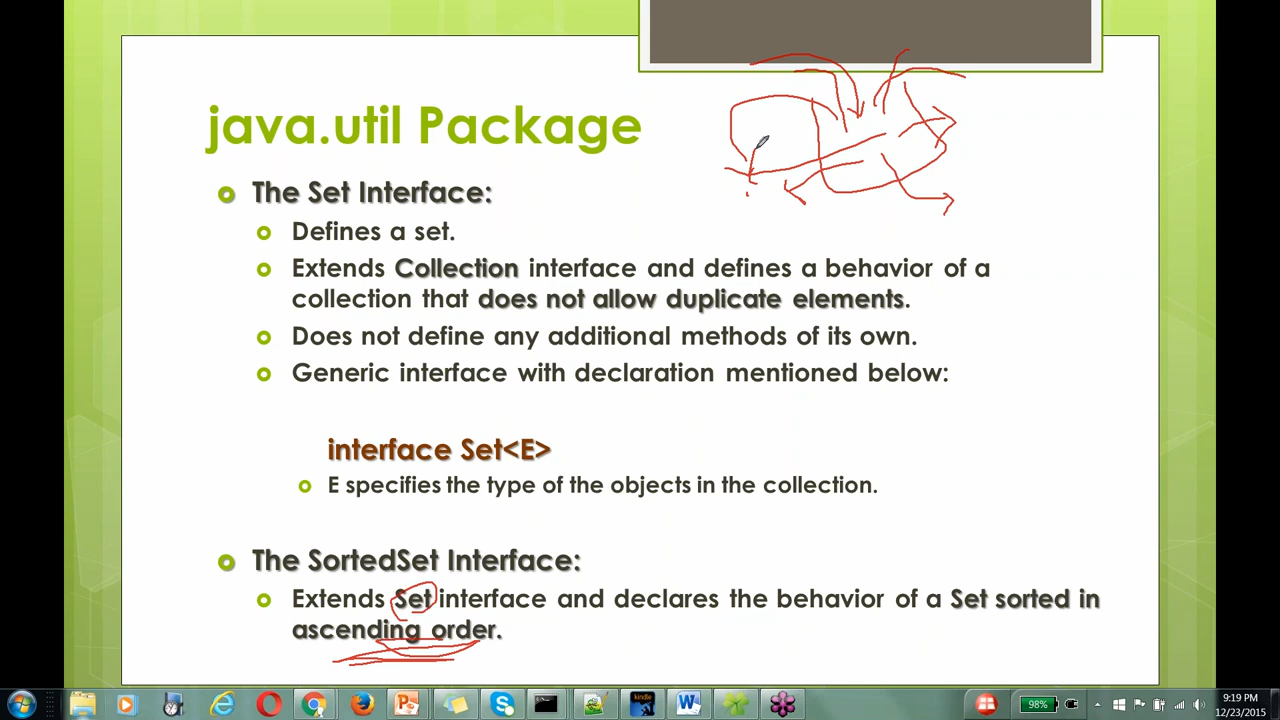 java.util Package
The Set Interface:
Defines a set.
Extends Collection interface and defines a behavior of a
collection that does not allow duplicate elements.
Does not define any additional methods of its own.
Generic interface with declaration mentioned below:
interface Set<E>
E specifies the type of the objects in the collection.
The SortedSet Interface:
Extends Set interface and declares the behavior of a Set sorted in
ascending order.
98%
9:19 PM
12/23/2015
kindle